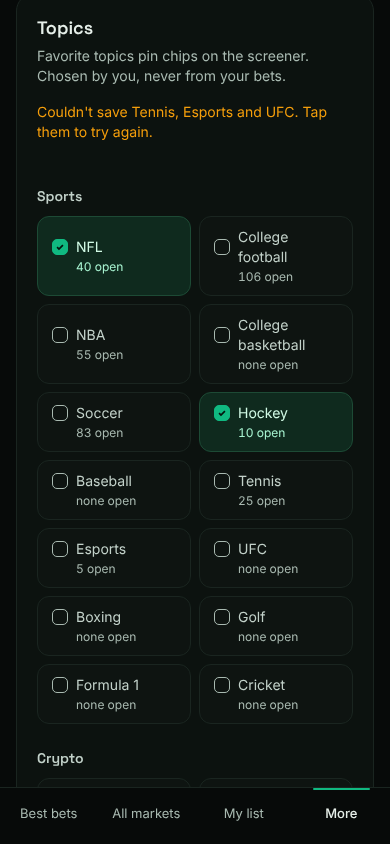 Topics
Favorite topics pin chips on the screener.
Chosen by you, never from your bets.
Couldn't save Tennis, Esports and UFC. Tap
them to try again.
Sports
NFL
40 open
College
football
106 open
NBA
55 open
College
basketball
none open
Soccer
83 open
Hockey
10 open
Baseball
none open
Tennis
25 open
Esports
5 open
UFC
none open
Boxing
none open
Golf
none open
Formula 1
none open
Cricket
none open
Crypto
Best bets
All markets
My list
More